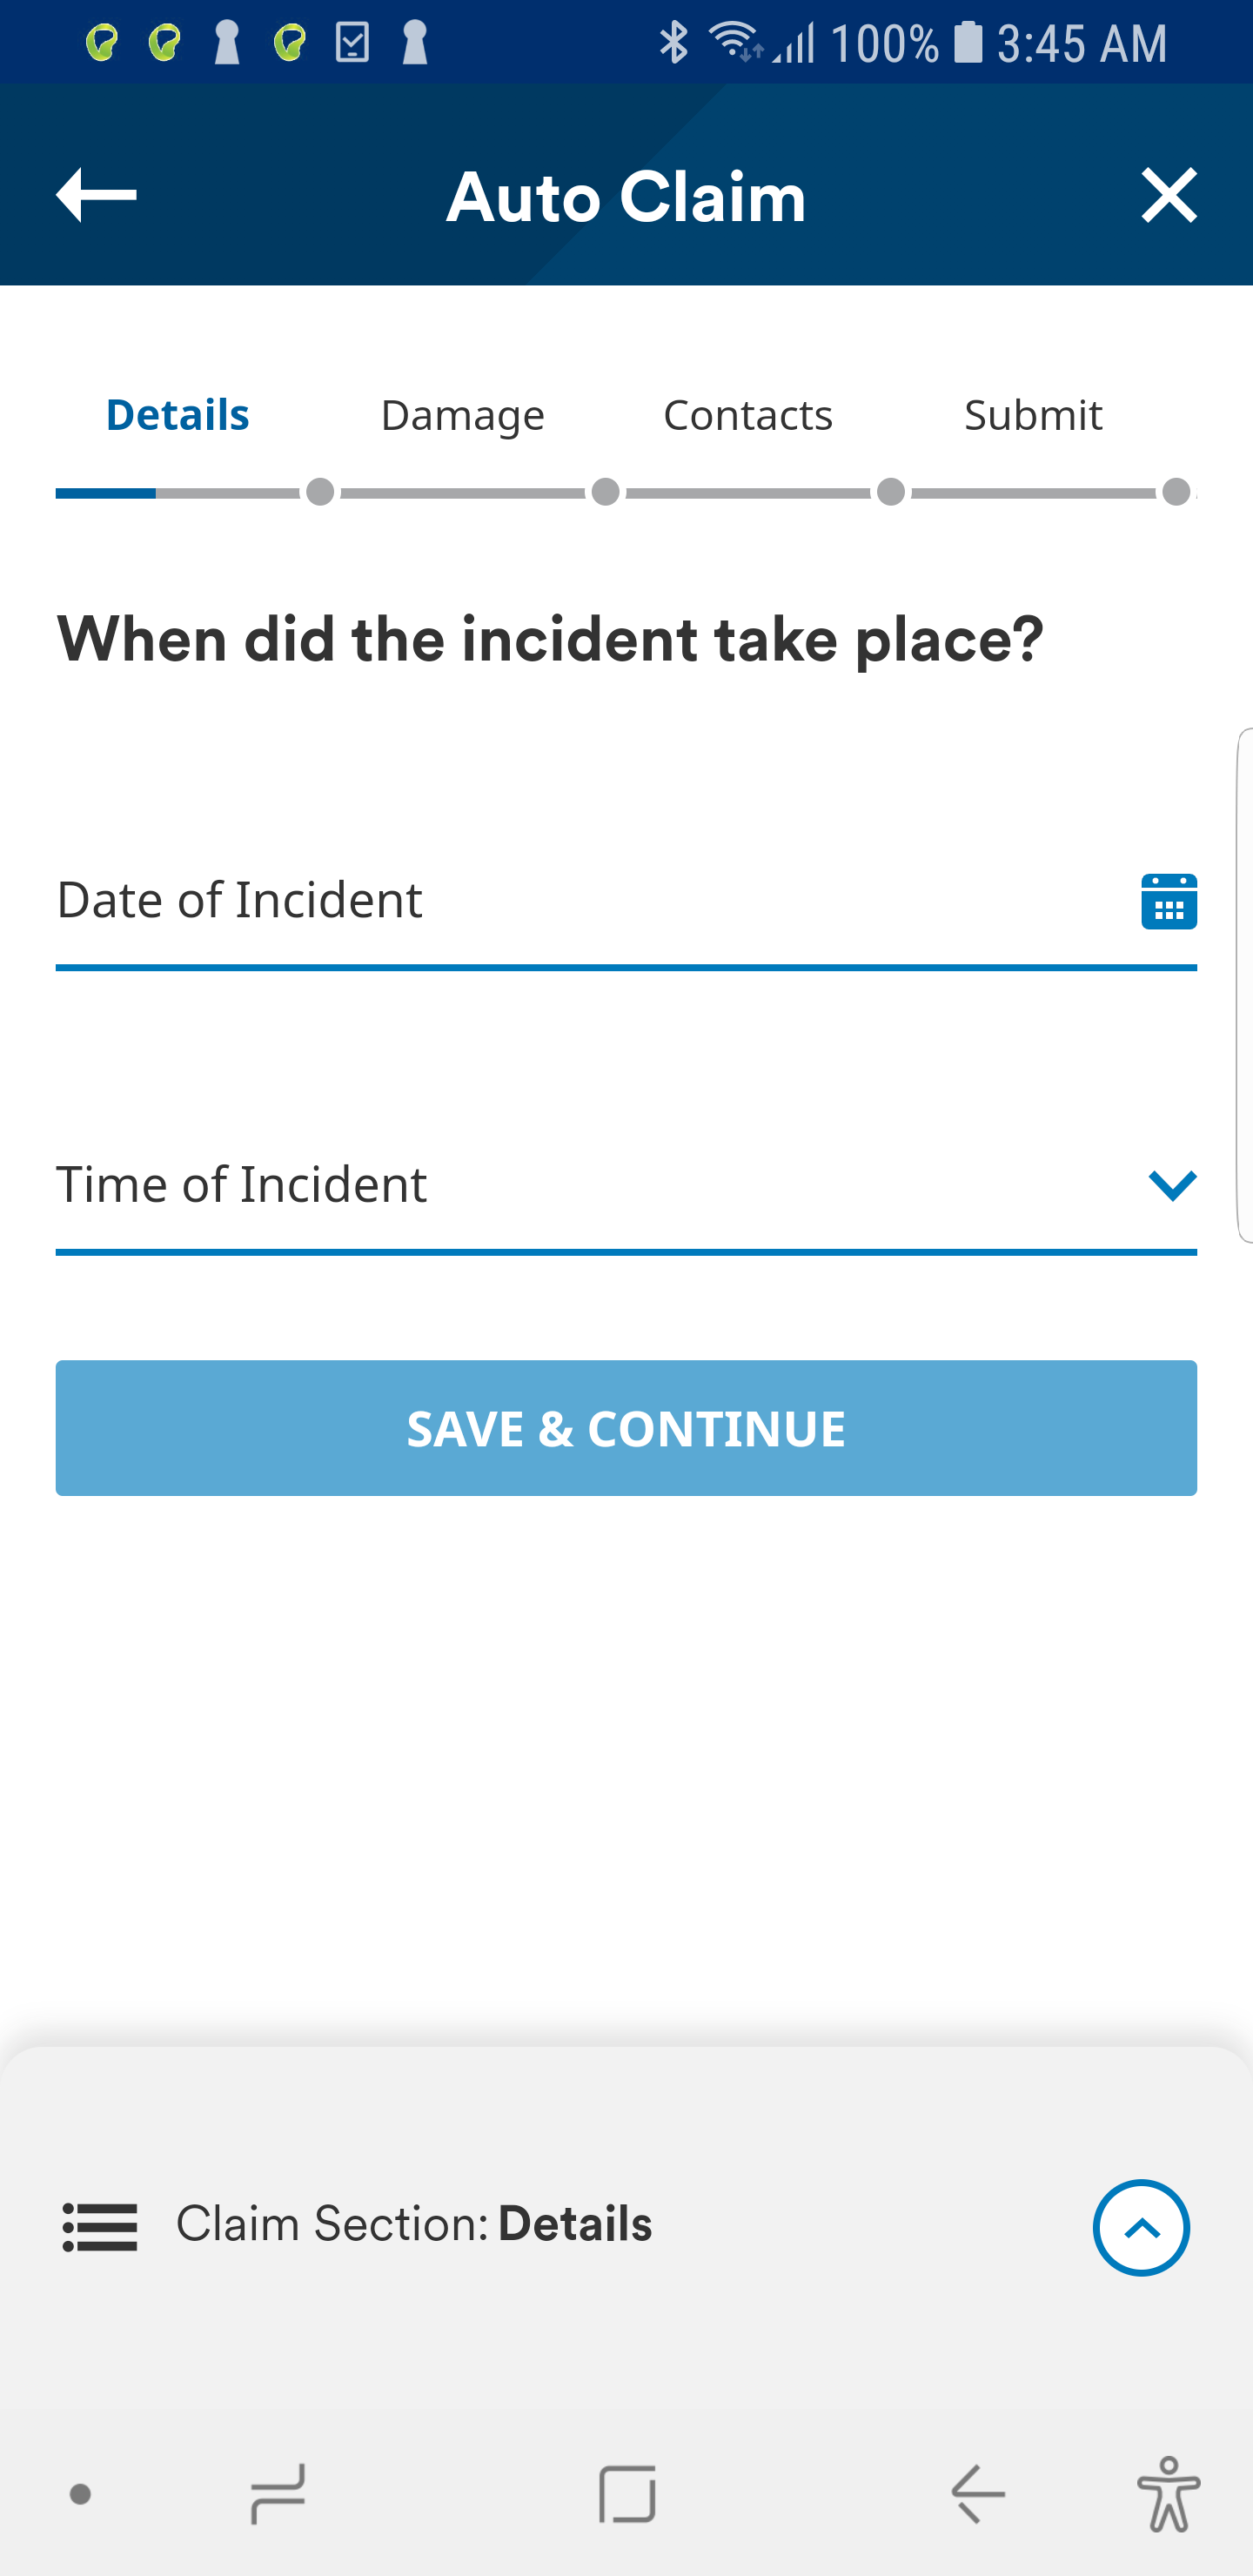 100% 3:45 AM
Auto Claim
Details Damage Contacts Submit
When did the incident take place?
Date of Incident
Time of Incident
SAVE & CONTINUE
Claim Section: Details